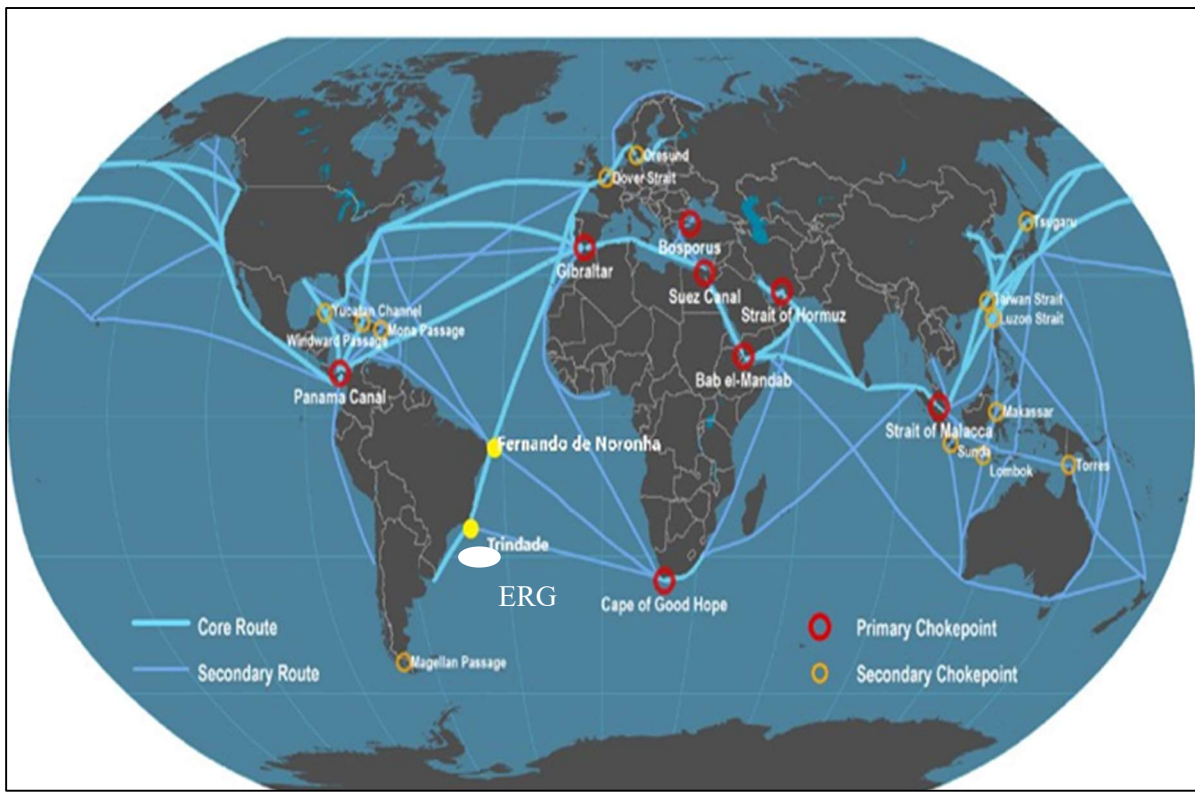 Oresund
Dover Strait
Tsugaru
Bosporus
Gibraltar
Suez Canal
Strait of Hormuz
Taiwan Strait
Luzon Strait
Yucatan Channel
Mona Passage
Windward Passage
Bab el-Mandab
Panama Canal
Makassar
Strait of Malacca
Fernando de Noronha
Sunda
Lombok
Torres
Trindade
ERG
Cape of Good Hope
Core Route
Primary Chokepoint
Magellan Passage
Secondary Route
Secondary Chokepoint